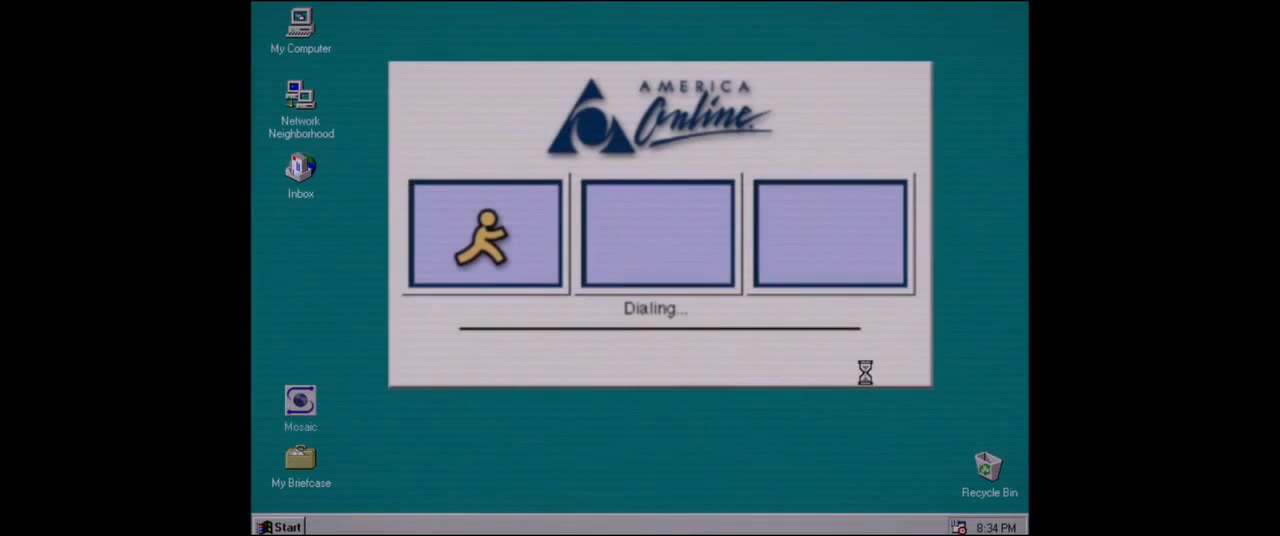 My Computer
Network
Neighborhood
Inbox
AMERICA
Online
Dialing...
Mosaic
My Briefcase
Recycle Bin
Start
8:34 PM